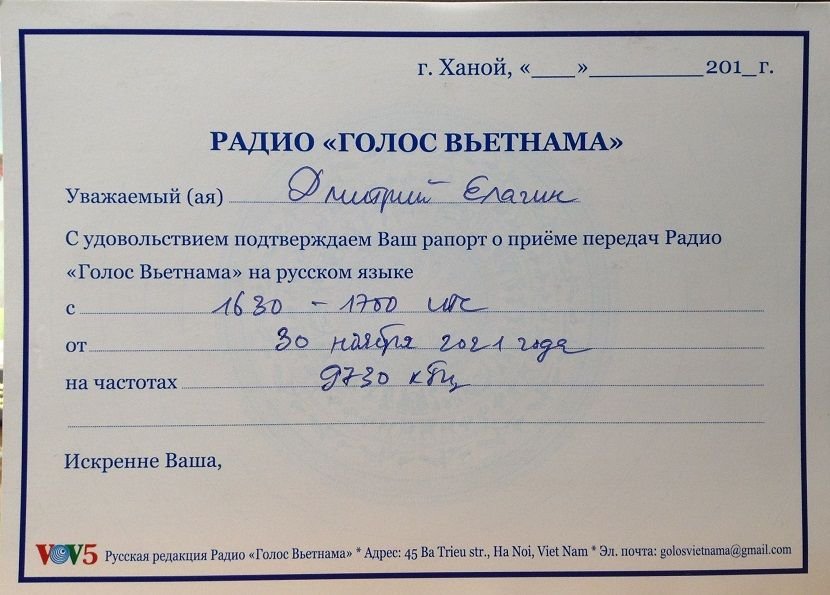 г. Ханой, «____»__________201_г.
РАДИО «ГОЛОС ВЬЕТНАМА»
Уважаемый (ая) Дмитрий Елагин
С удовольствием подтверждаем Ваш рапорт о приёме передач Радио
«Голос Вьетнама» на русском языке
с 1630 - 1700 UTC
от 30 ноября 2021 года
на частотах 9730 кГц
Искренне Ваша,
VOV5 Русская редакция Радио «Голос Вьетнама» * Адрес: 45 Ba Trieu str., Ha Noi, Viet Nam * Эл. почта: golosvietnama@gmail.com